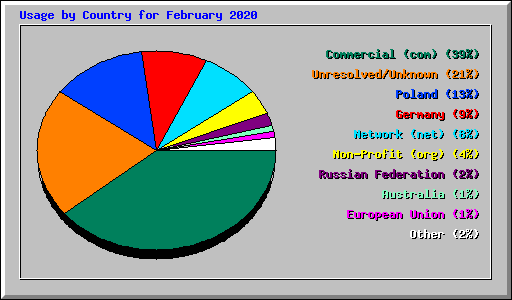 Usage by Country for February 2020
Commercial (com) (39%)
Unresolved/Unknown (21%)
Poland (13%)
Germany (9%)
Network (net) (8%)
Non-Profit (org) (4%)
Russian Federation (2%)
Australia (1%)
European Union (1%)
Other (2%)